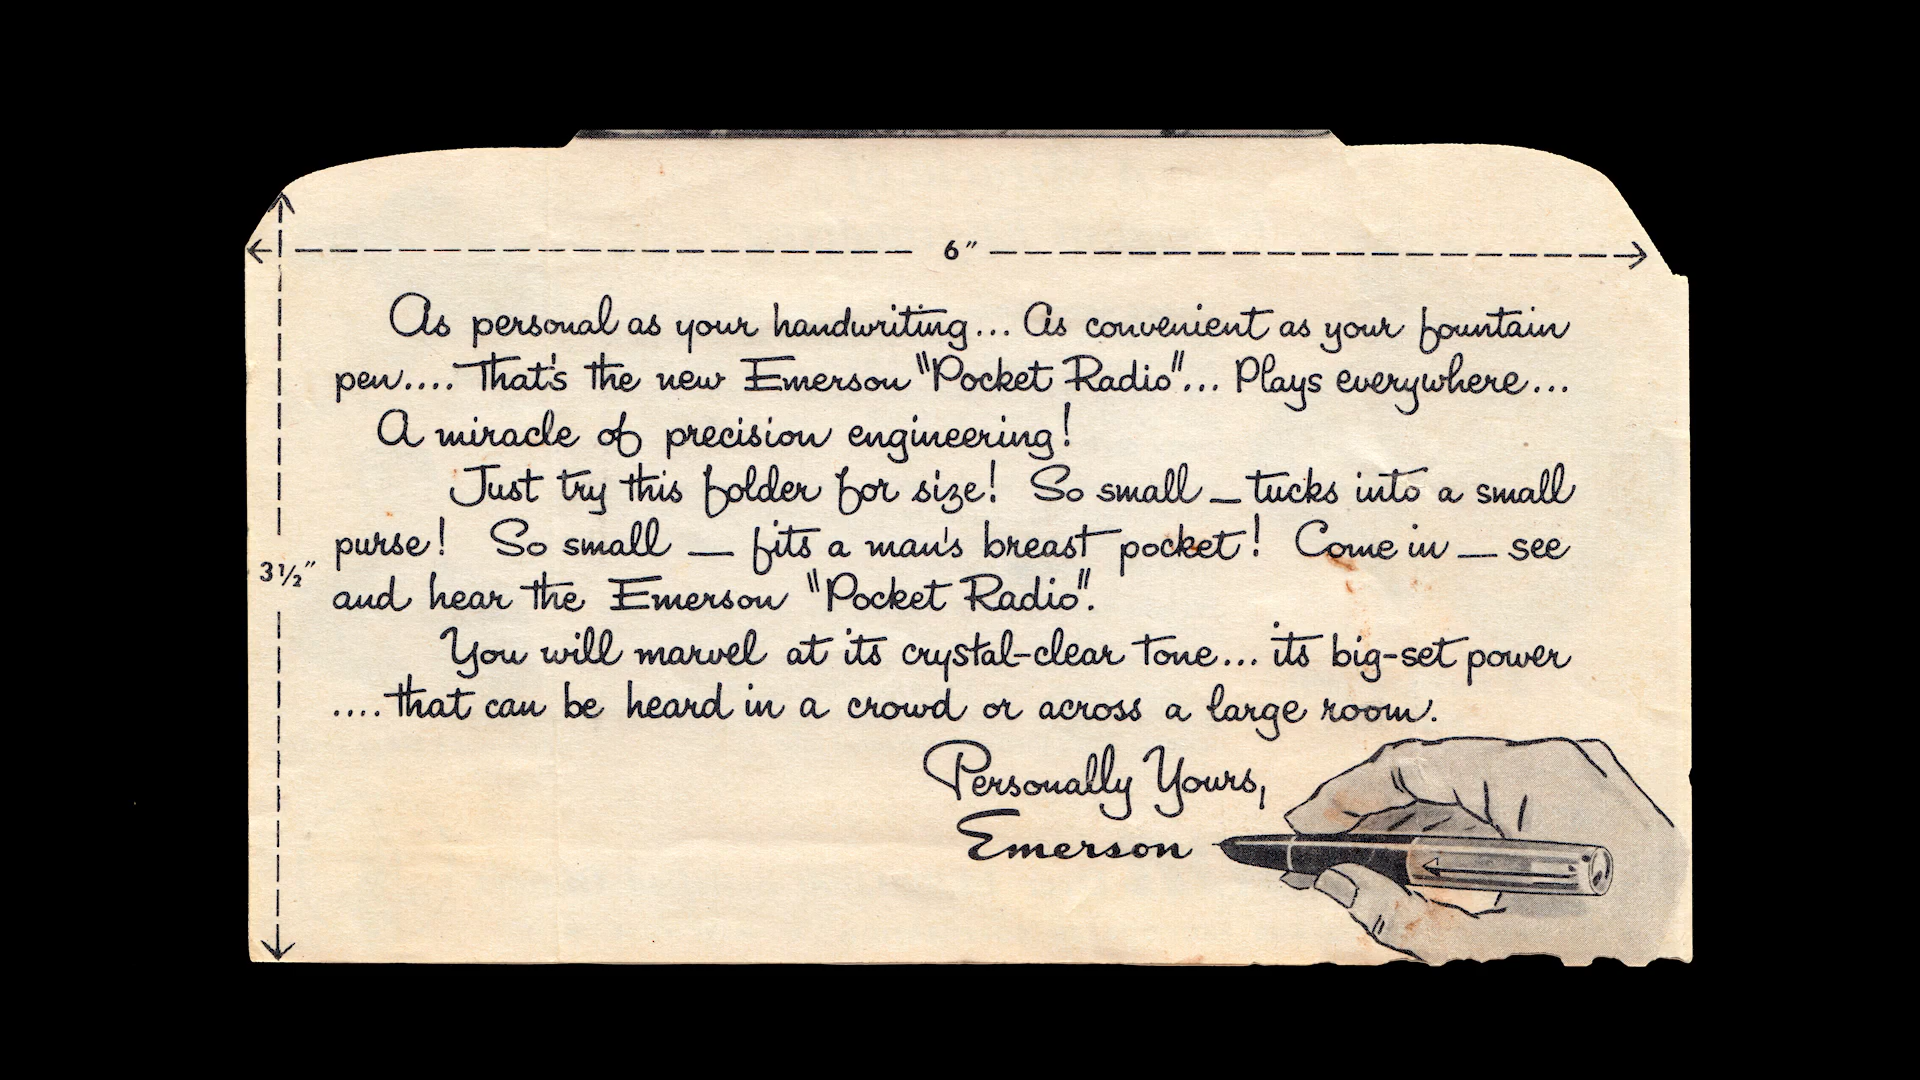 6"
As personal as your handwriting... As convenient as your fountain
pen.... That's the new Emerson "Pocket Radio"... Plays everywhere...
A miracle of precision engineering!
Just try this folder for size! So small — tucks into a small
purse! So small — fits a man's breast pocket! Come in — see
3½"
and hear the Emerson "Pocket Radio".
You will marvel at its crystal-clear tone... its big-set power
....that can be heard in a crowd or across a large room.
Personally Yours,
Emerson